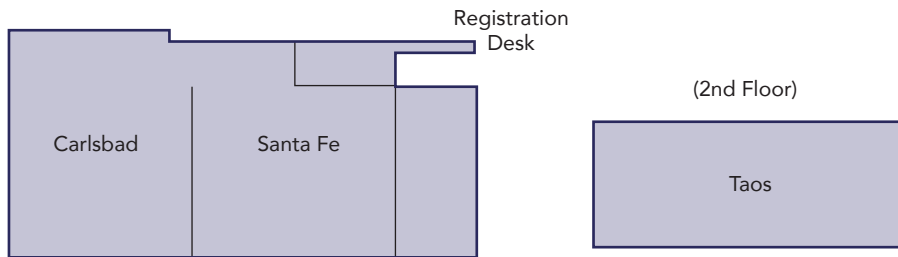 Registration
Desk
(2nd Floor)
Carlsbad
Santa Fe
Taos